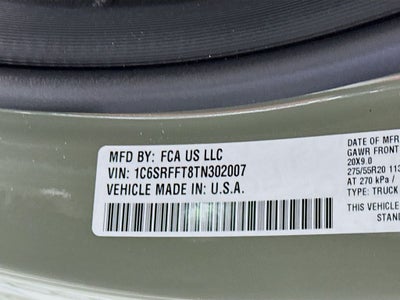 MFD BY: FCA US LLC
VIN: 1C6SRFFT8TN302007
VEHICLE MADE IN: U.S.A.
DATE OF MFR
GAWR FRONT
20X9.0
275/55R20 113
AT 270 kPa /
TYPE: TRUCK
THIS VEHICLE
STAND